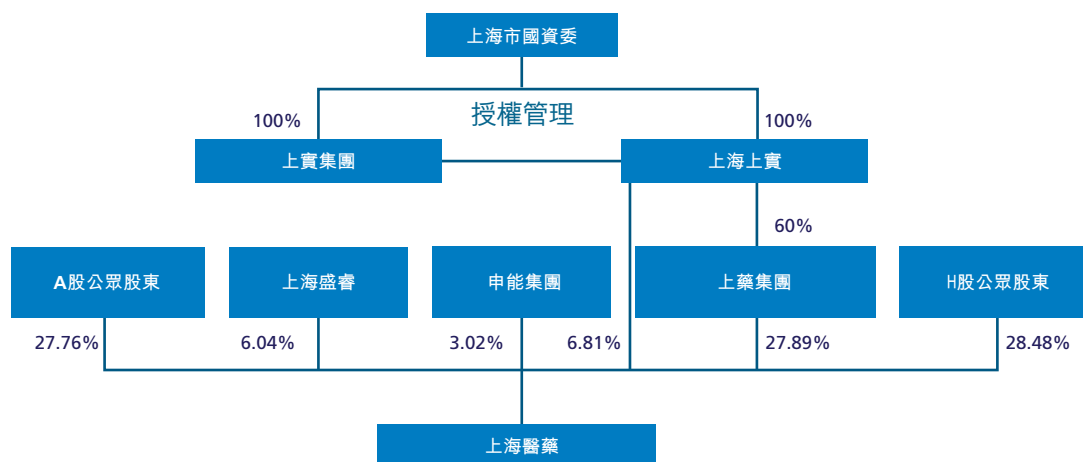 上海市國資委
授權管理
100%
100%
上實集團
上海上實
60%
A股公眾股東
上海盛睿
申能集團
上藥集團
H股公眾股東
27.76%
6.04%
3.02%
6.81%
27.89%
28.48%
上海醫藥